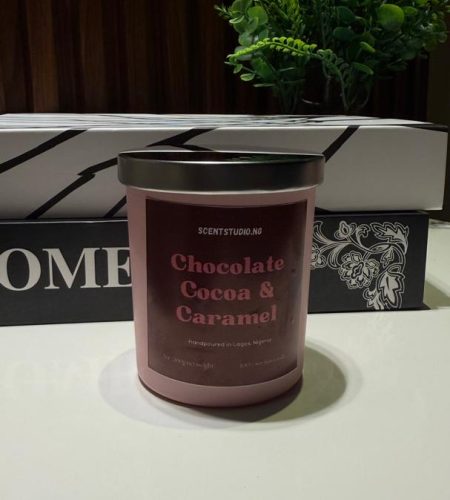 OME
SCENTSTUDIO.NG
Chocolate
Cocoa &
Caramel
Handpoured in Lagos, Nigeria